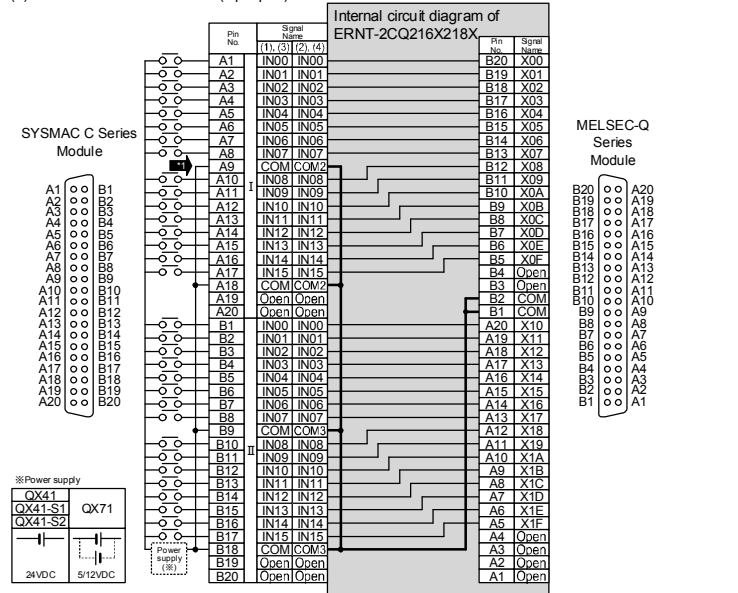 Internal circuit diagram of
ERNT-2CQ216X218X
Pin No. Signal Name Pin No. Signal Name
(1), (3) (2), (4)
A1 IN00 IN00 B20 X00
A2 IN01 IN01 B19 X01
A3 IN02 IN02 B18 X02
A4 IN03 IN03 B17 X03
A5 IN04 IN04 B16 X04
A6 IN05 IN05 B15 X05
A7 IN06 IN06 B14 X06
A8 IN07 IN07 B13 X07
*1 A9 COM COM2 B12 X08
A10 IN08 IN08 B11 X09
A11 IN09 IN09 B10 X0A
A12 IN10 IN10 B9 X0B
A13 IN11 IN11 B8 X0C
A14 IN12 IN12 B7 X0D
A15 IN13 IN13 B6 X0E
A16 IN14 IN14 B5 X0F
A17 IN15 IN15 B4 Open
A18 COM COM2 B3 Open
A19 Open Open B2 COM
A20 Open Open B1 COM
I
B1 IN00 IN00 A20 X10
B2 IN01 IN01 A19 X11
B3 IN02 IN02 A18 X12
B4 IN03 IN03 A17 X13
B5 IN04 IN04 A16 X14
B6 IN05 IN05 A15 X15
B7 IN06 IN06 A14 X16
B8 IN07 IN07 A13 X17
B9 COM COM3 A12 X18
B10 IN08 IN08 A11 X19
B11 IN09 IN09 A10 X1A
B12 IN10 IN10 A9 X1B
B13 IN11 IN11 A8 X1C
B14 IN12 IN12 A7 X1D
B15 IN13 IN13 A6 X1E
B16 IN14 IN14 A5 X1F
B17 IN15 IN15 A4 Open
B18 COM COM3 A3 Open
B19 Open Open A2 Open
B20 Open Open A1 Open
II
SYSMAC C Series
Module
A1 B1
A2 B2
A3 B3
A4 B4
A5 B5
A6 B6
A7 B7
A8 B8
A9 B9
A10 B10
A11 B11
A12 B12
A13 B13
A14 B14
A15 B15
A16 B16
A17 B17
A18 B18
A19 B19
A20 B20
MELSEC-Q
Series
Module
B20 A20
B19 A19
B18 A18
B17 A17
B16 A16
B15 A15
B14 A14
B13 A13
B12 A12
B11 A11
B10 A10
B9 A9
B8 A8
B7 A7
B6 A6
B5 A5
B4 A4
B3 A3
B2 A2
B1 A1
※Power supply
QX41
QX41-S1 QX71
QX41-S2
24VDC 5/12VDC
Power
supply
(※)